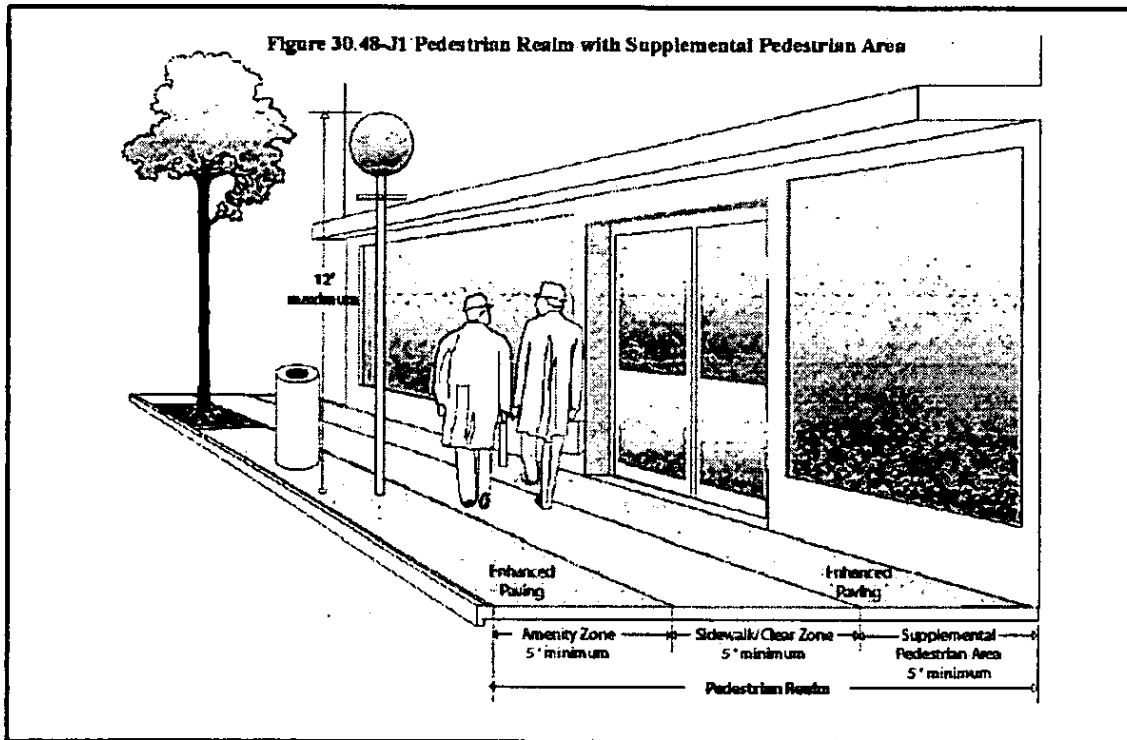 Figure 30.48-J1 Pedestrian Realm with Supplemental Pedestrian Area
12'
maximum
Enhanced
Paving
Enhanced
Paving
Amenity Zone
5' minimum
Sidewalk/Clear Zone
5' minimum
Supplemental
Pedestrian Area
5' minimum
Pedestrian Realm